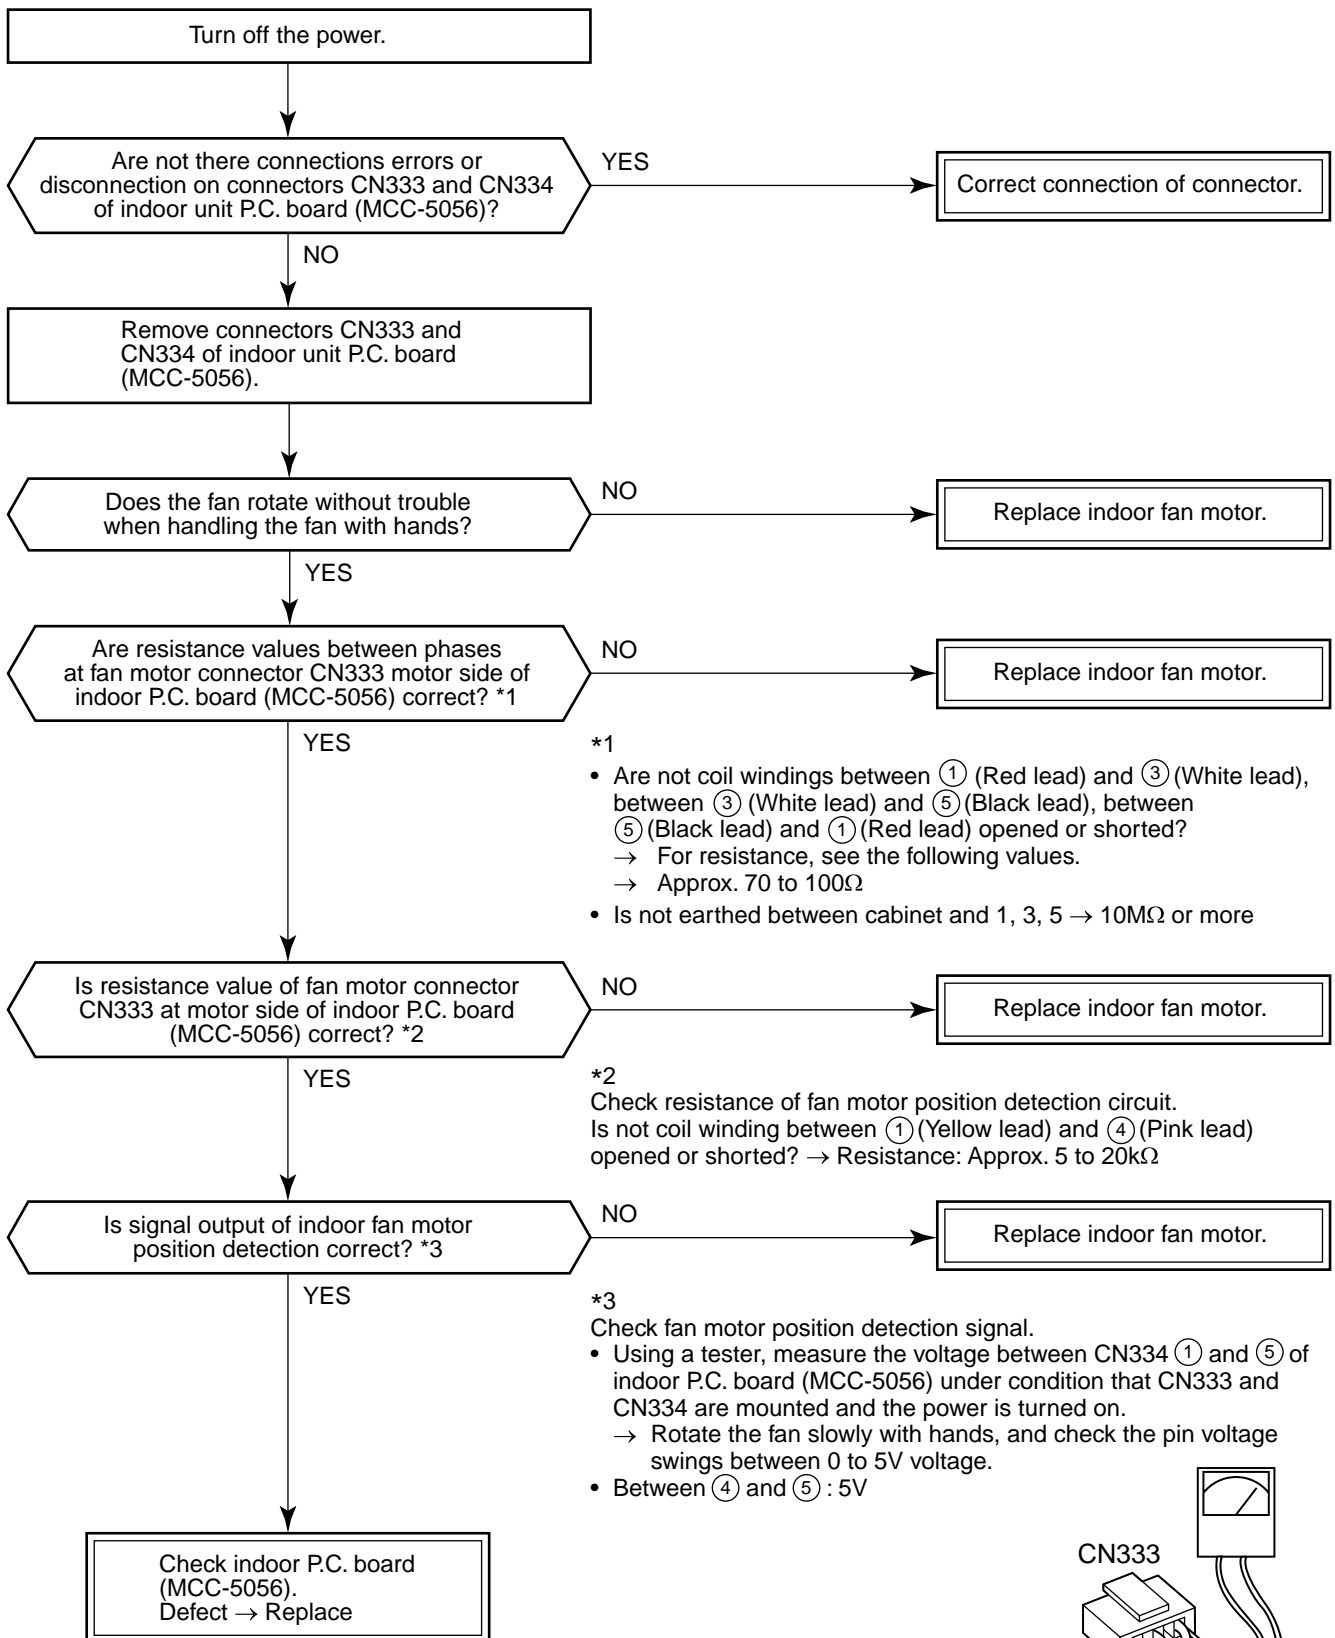 Turn off the power.
Are not there connections errors or
disconnection on connectors CN333 and CN334
of indoor unit P.C. board (MCC-5056)?
YES
Correct connection of connector.
NO
Remove connectors CN333 and
CN334 of indoor unit P.C. board
(MCC-5056).
Does the fan rotate without trouble
when handling the fan with hands?
NO
Replace indoor fan motor.
YES
Are resistance values between phases
at fan motor connector CN333 motor side of
indoor P.C. board (MCC-5056) correct? *1
NO
Replace indoor fan motor.
YES
*1
• Are not coil windings between ① (Red lead) and ③ (White lead),
between ③ (White lead) and ⑤ (Black lead), between
⑤ (Black lead) and ① (Red lead) opened or shorted?
→ For resistance, see the following values.
→ Approx. 70 to 100Ω
• Is not earthed between cabinet and 1, 3, 5 → 10MΩ or more
Is resistance value of fan motor connector
CN333 at motor side of indoor P.C. board
(MCC-5056) correct? *2
NO
Replace indoor fan motor.
YES
*2
Check resistance of fan motor position detection circuit.
Is not coil winding between ① (Yellow lead) and ④ (Pink lead)
opened or shorted? → Resistance: Approx. 5 to 20kΩ
Is signal output of indoor fan motor
position detection correct? *3
NO
Replace indoor fan motor.
YES
*3
Check fan motor position detection signal.
• Using a tester, measure the voltage between CN334 ① and ⑤ of
indoor P.C. board (MCC-5056) under condition that CN333 and
CN334 are mounted and the power is turned on.
→ Rotate the fan slowly with hands, and check the pin voltage
swings between 0 to 5V voltage.
• Between ④ and ⑤ : 5V
Check indoor P.C. board
(MCC-5056).
Defect → Replace
CN333